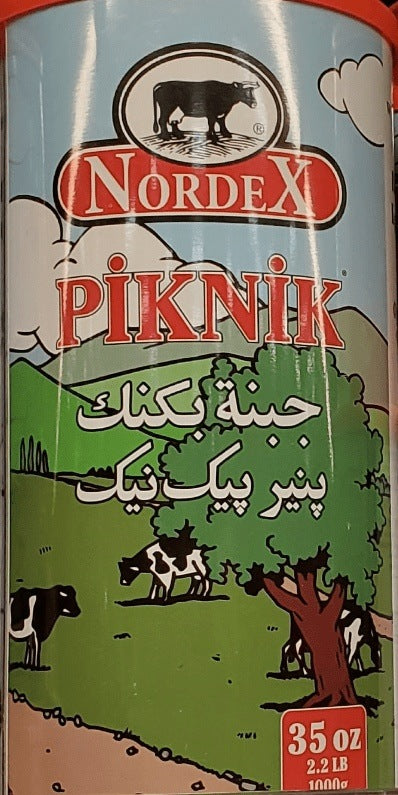 ®
NORDEX
PİKNİK®
جبنة بكنك
پنیر پیک نیک
35 OZ
2.2 LB
1000g